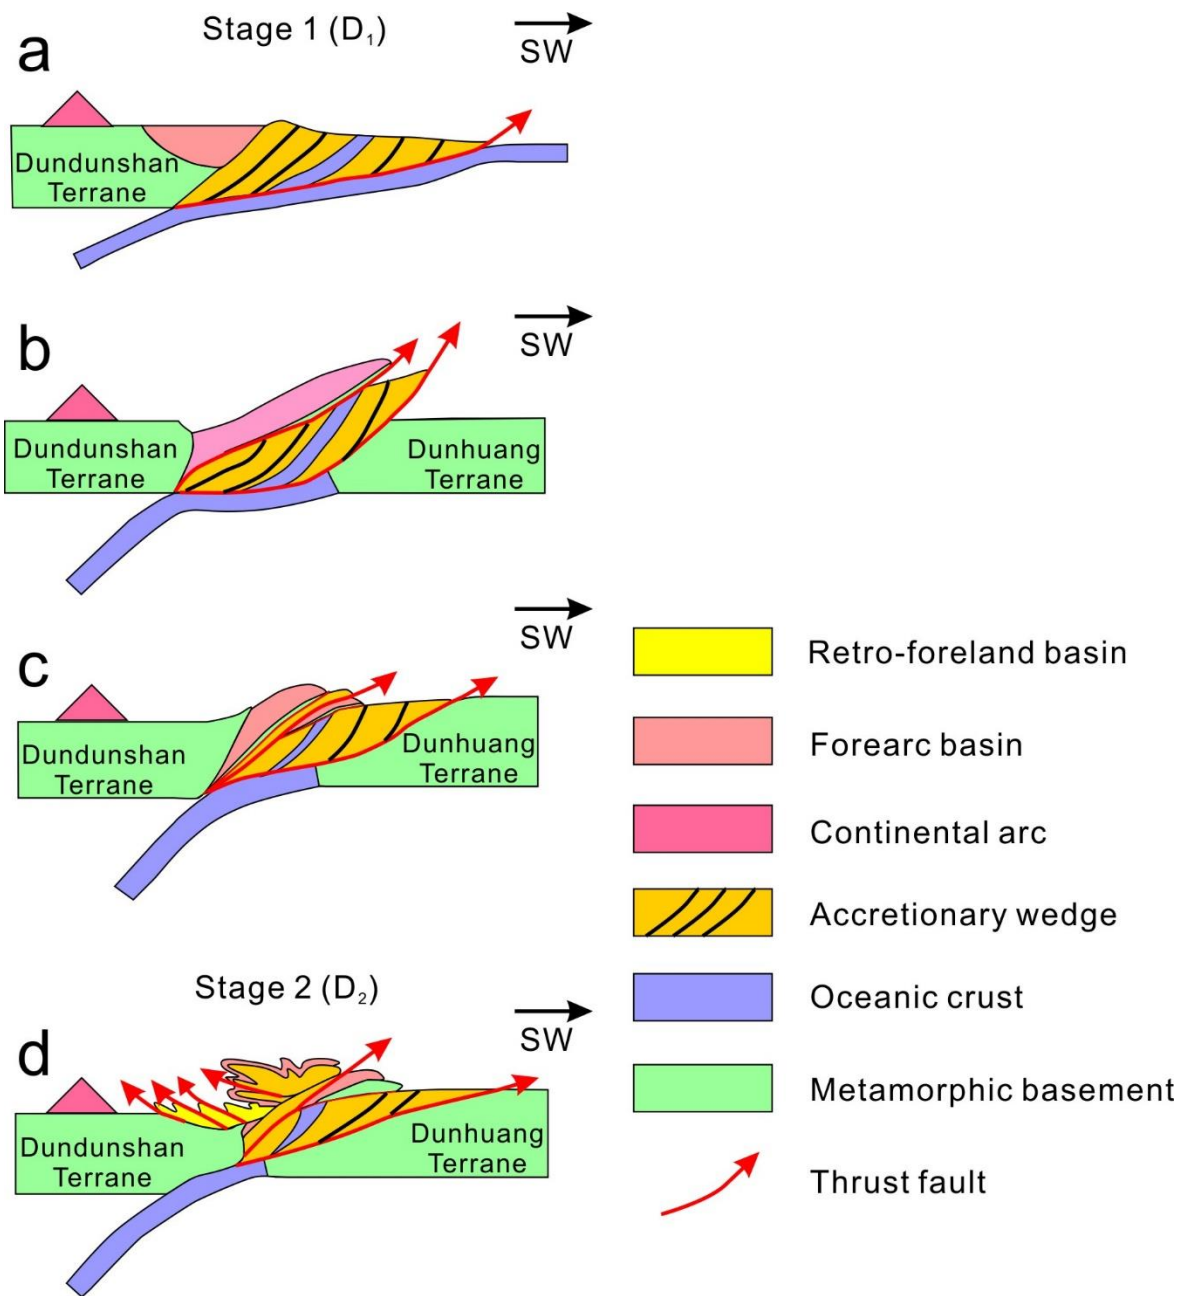 Stage 1 (D₁)
SW
a
Dundunshan
Terrane
b
SW
Dundunshan
Terrane
Dunhuang
Terrane
c
SW
Dundunshan
Terrane
Dunhuang
Terrane
Stage 2 (D₂)
SW
d
Dundunshan
Terrane
Dunhuang
Terrane
Retro-foreland basin
Forearc basin
Continental arc
Accretionary wedge
Oceanic crust
Metamorphic basement
Thrust fault